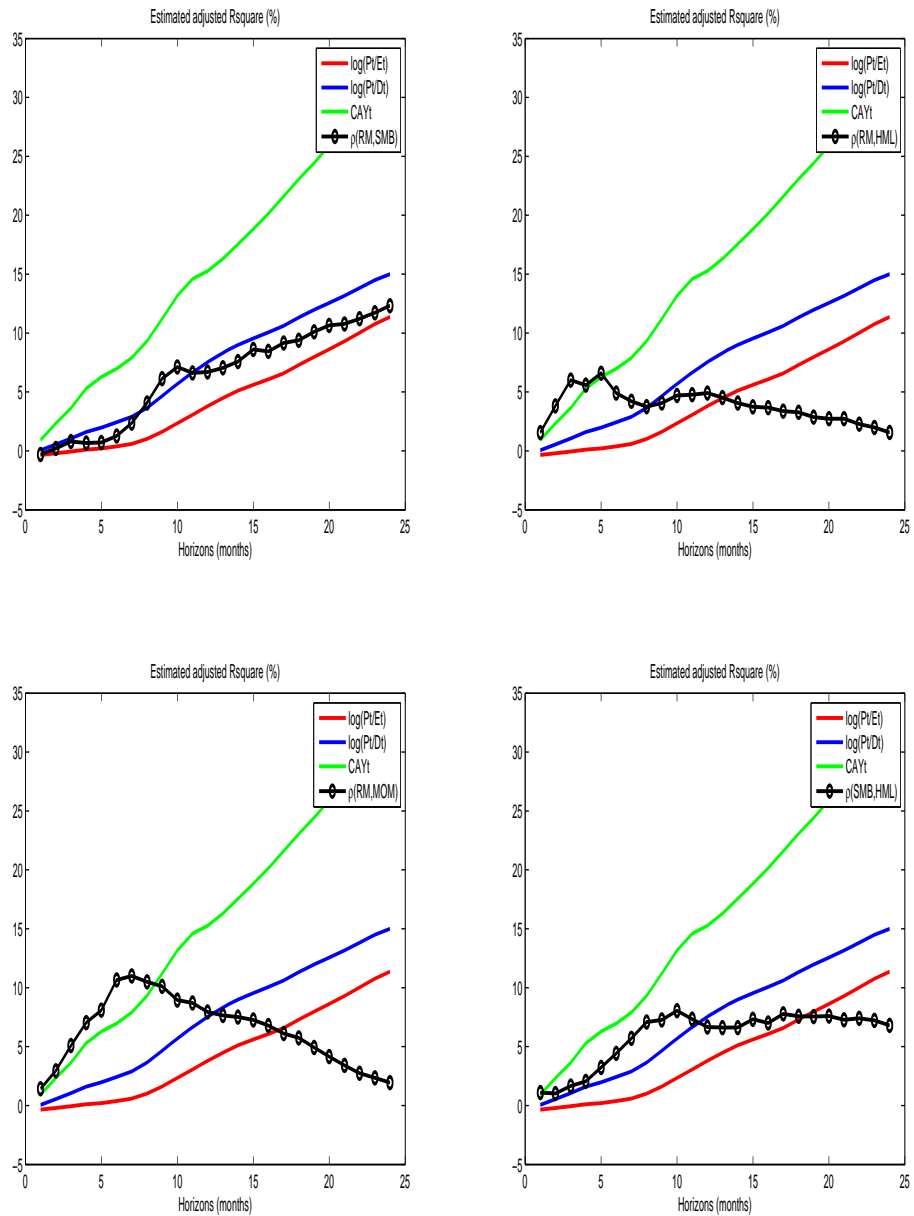 Estimated adjusted Rsquare (%)
35
30
25
20
15
10
5
0
−5
0
5
10
15
20
25
Horizons (months)
log(Pt/Et)
log(Pt/Dt)
CAYt
ρ(RM,SMB)
Estimated adjusted Rsquare (%)
35
30
25
20
15
10
5
0
−5
0
5
10
15
20
25
Horizons (months)
log(Pt/Et)
log(Pt/Dt)
CAYt
ρ(RM,HML)
Estimated adjusted Rsquare (%)
35
30
25
20
15
10
5
0
−5
0
5
10
15
20
25
Horizons (months)
log(Pt/Et)
log(Pt/Dt)
CAYt
ρ(RM,MOM)
Estimated adjusted Rsquare (%)
35
30
25
20
15
10
5
0
−5
0
5
10
15
20
25
Horizons (months)
log(Pt/Et)
log(Pt/Dt)
CAYt
ρ(SMB,HML)